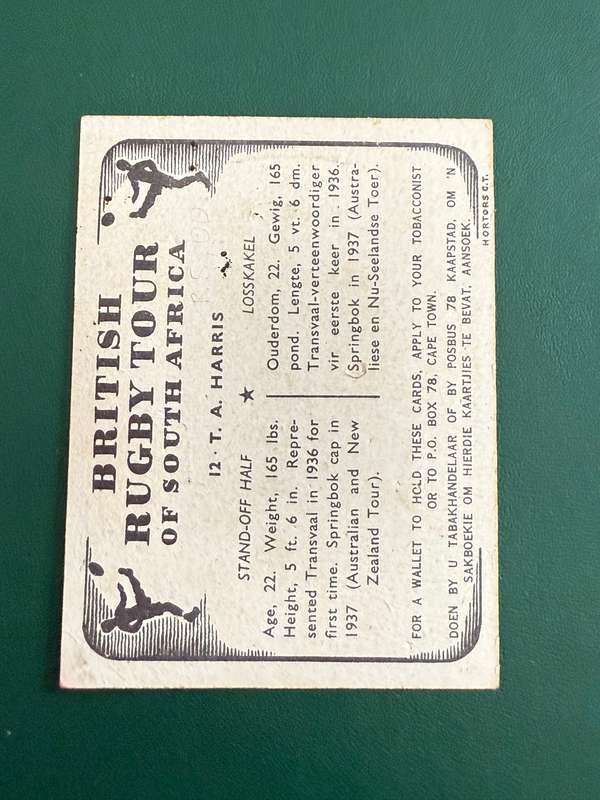 BRITISH
RUGBY TOUR
OF SOUTH AFRICA
12 · T. A. HARRIS
STAND-OFF HALF
Age, 22. Weight, 165 lbs.
Height, 5 ft. 6 in. Repre-
sented Transvaal in 1936 for
first time. Springbok cap in
1937 (Australian and New
Zealand Tour).
LOSSKAKEL
Ouderdom, 22. Gewig, 165
pond. Lengte, 5 vt. 6 dm.
Transvaal-verteenwoordiger
vir eerste keer in 1936.
Springbok in 1937 (Austra-
liese en Nu-Seelandse Toer).
FOR A WALLET TO HOLD THESE CARDS, APPLY TO YOUR TOBACCONIST
OR TO P.O. BOX 78, CAPE TOWN.
DOEN BY U TABAKHANDELAAR OF BY POSBUS 78 KAAPSTAD, OM 'N
SAKBOEKIE OM HIERDIE KAARTJIES TE BEVAT, AANSOEK.
HORTORS C.T.